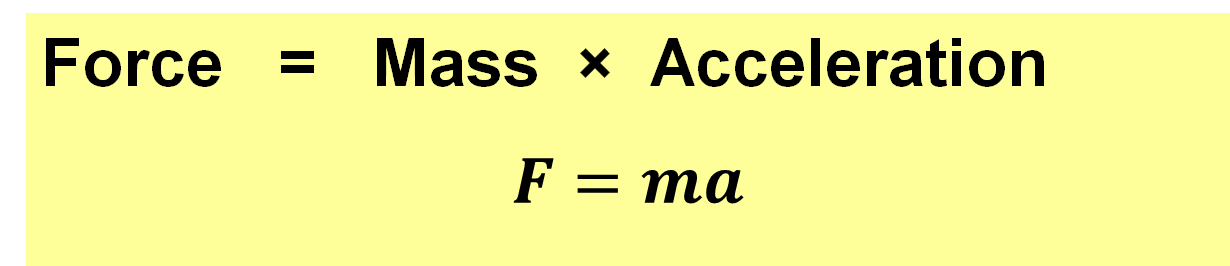 Force = Mass × Acceleration
F = ma